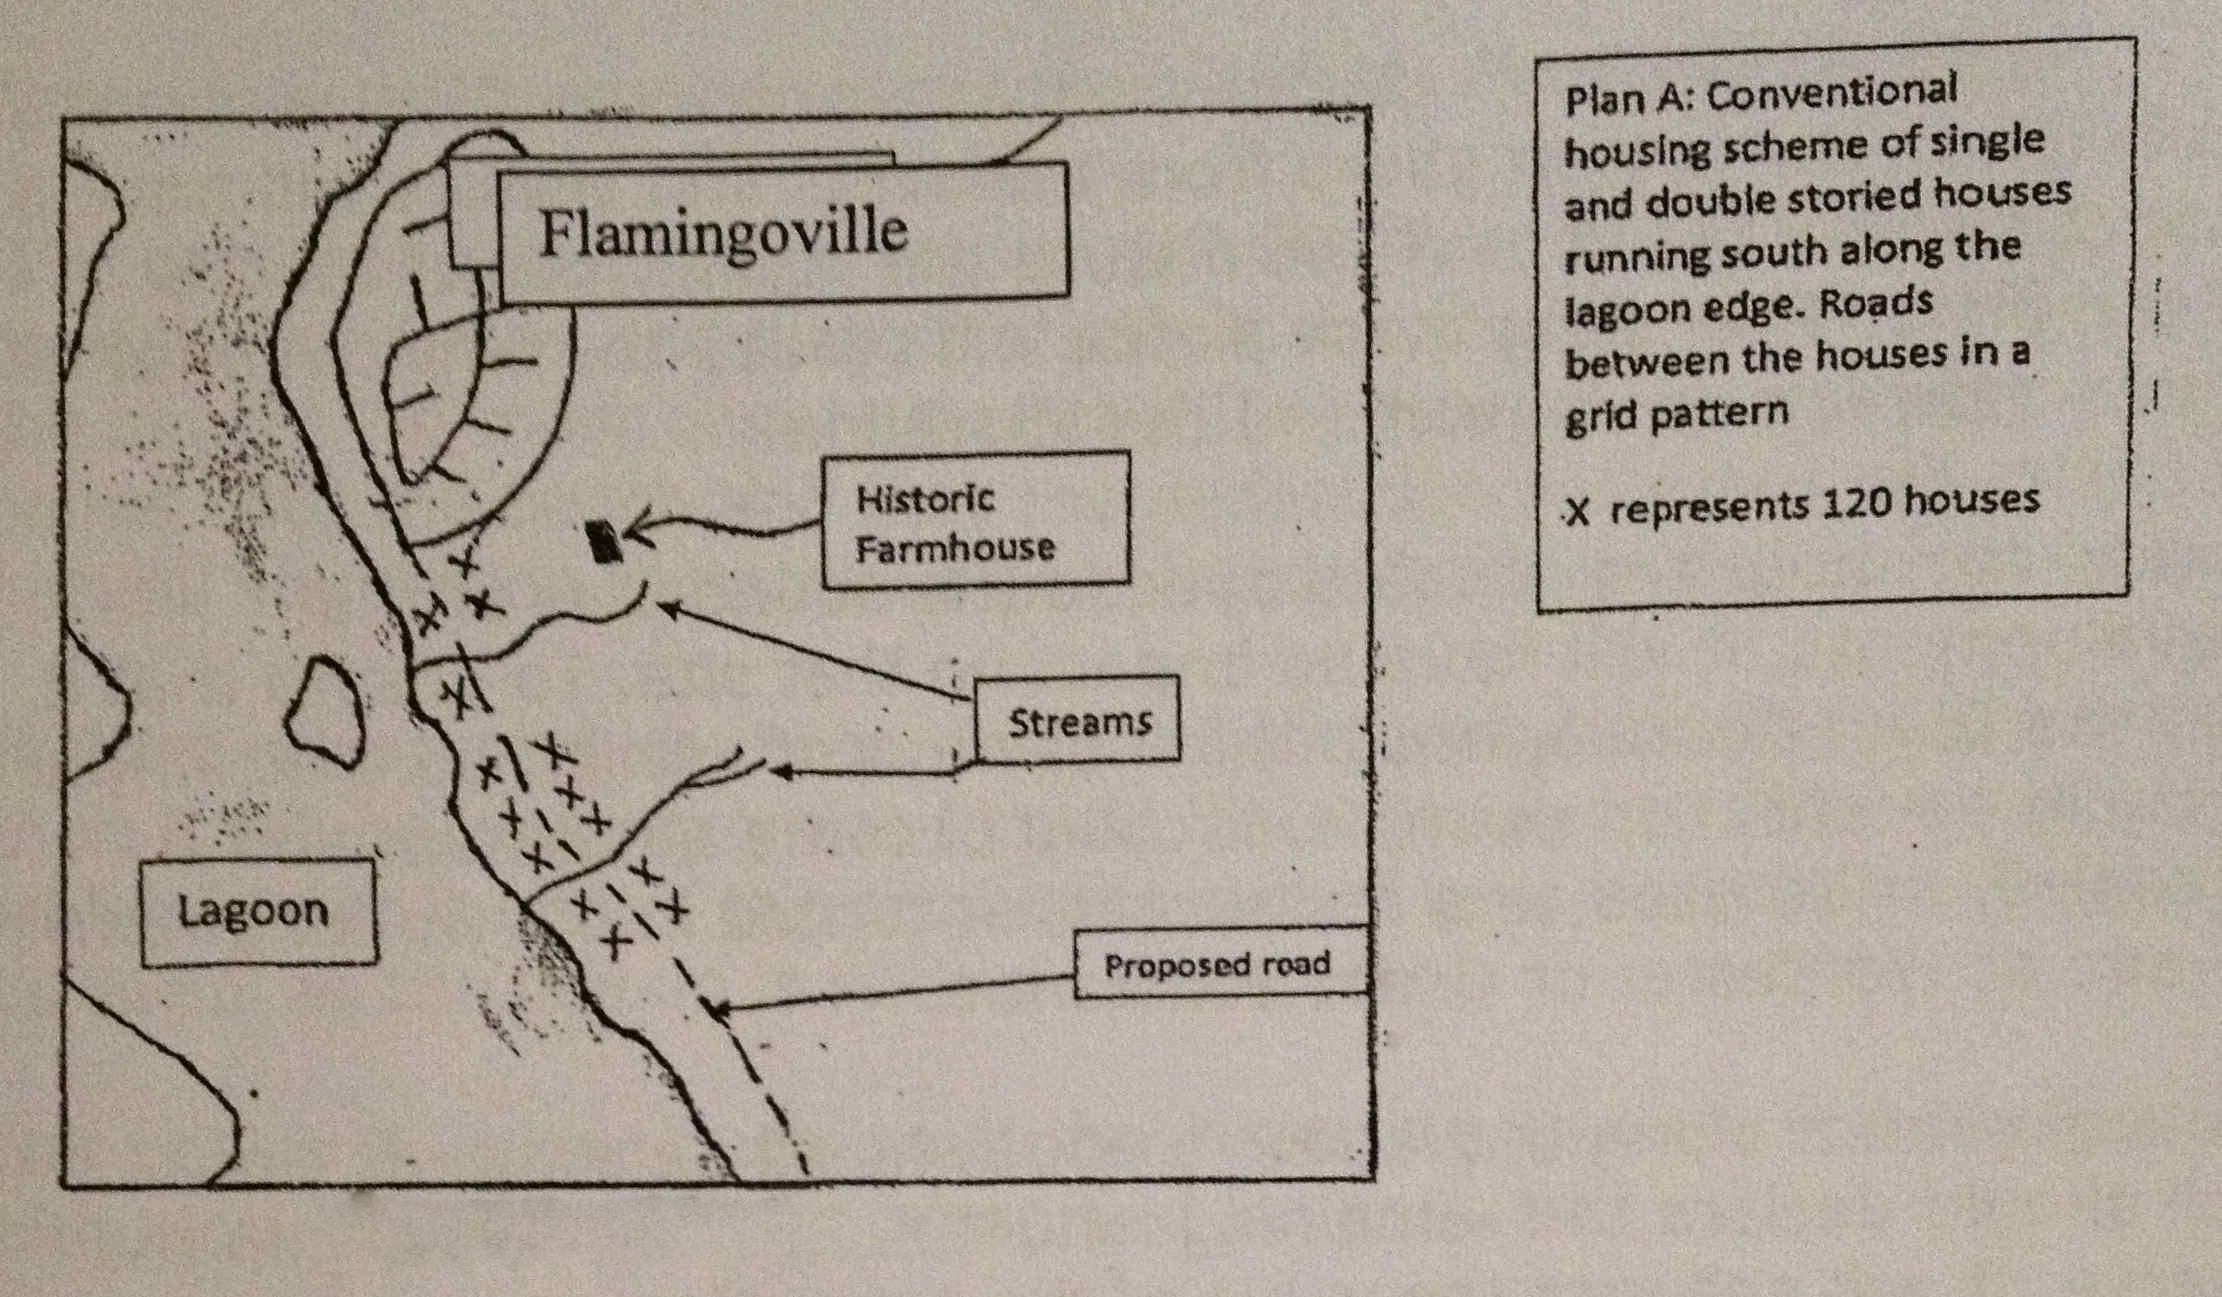 Flamingoville
Historic
Farmhouse
Streams
Lagoon
Proposed road
Plan A: Conventional
housing scheme of single
and double storied houses
running south along the
lagoon edge. Roads
between the houses in a
grid pattern
X represents 120 houses
X
X X
X
X X
X X
X X
X X
X X
X